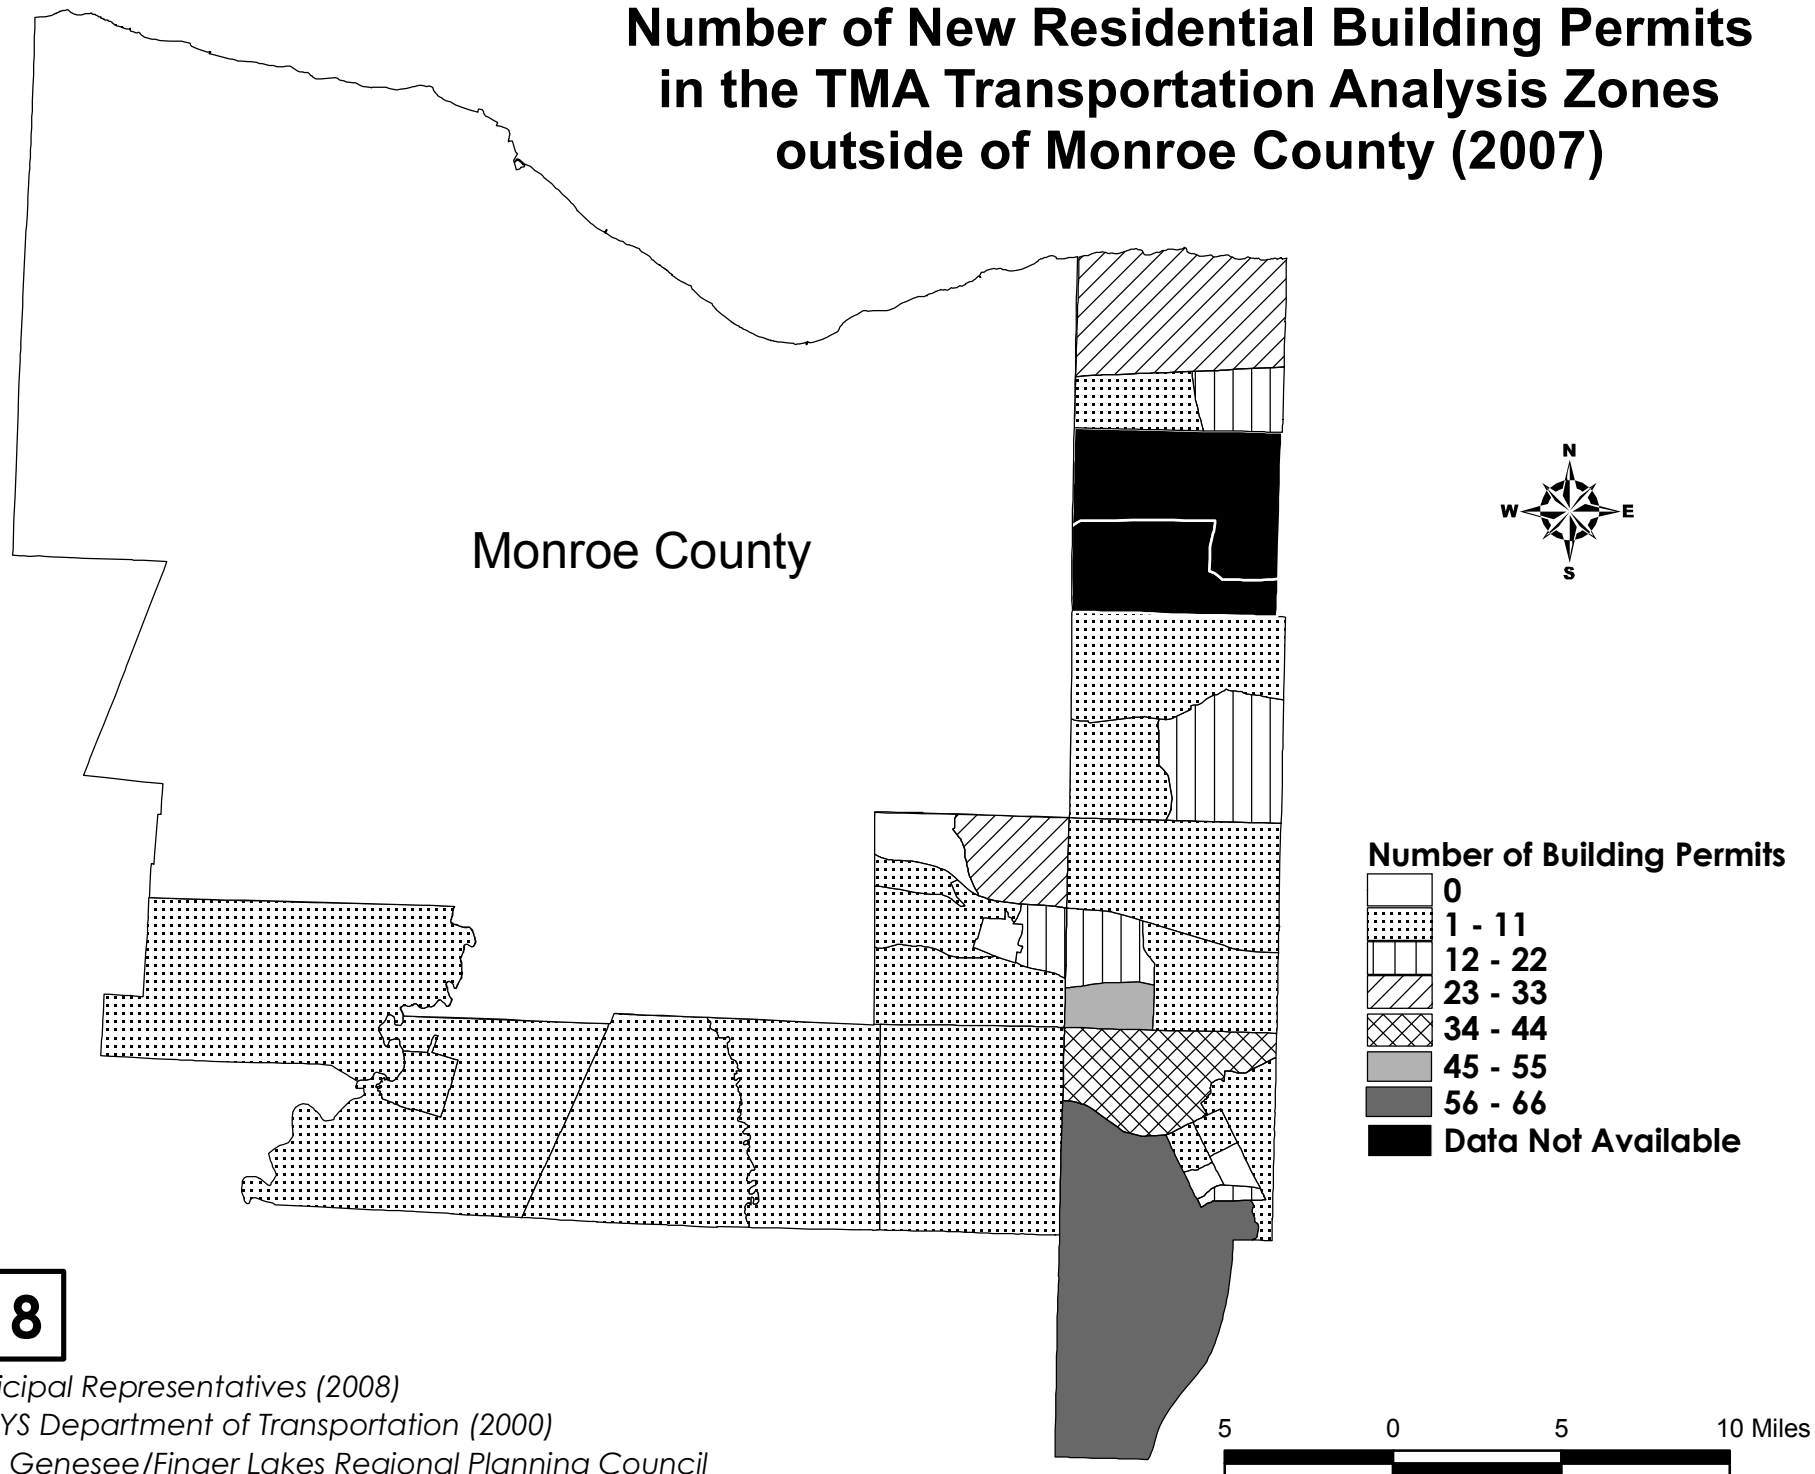 Number of New Residential Building Permits
in the TMA Transportation Analysis Zones
outside of Monroe County (2007)
N
W E
S
Monroe County
Number of Building Permits
0
1 - 11
12 - 22
23 - 33
34 - 44
45 - 55
56 - 66
Data Not Available
8
icipal Representatives (2008)
YS Department of Transportation (2000)
Genesee/Finger Lakes Regional Planning Council
5 0 5 10 Miles